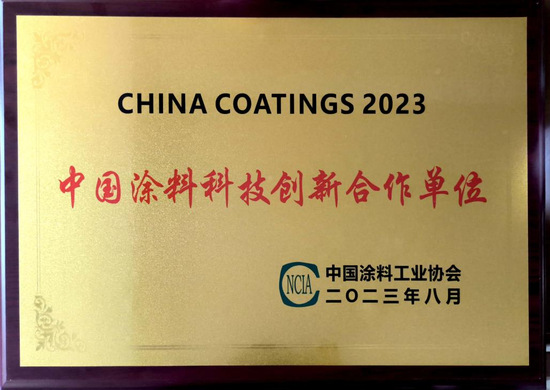 CHINA COATINGS 2023
中国涂料科技创新合作单位
NCIA
中国涂料工业协会
二〇二三年八月